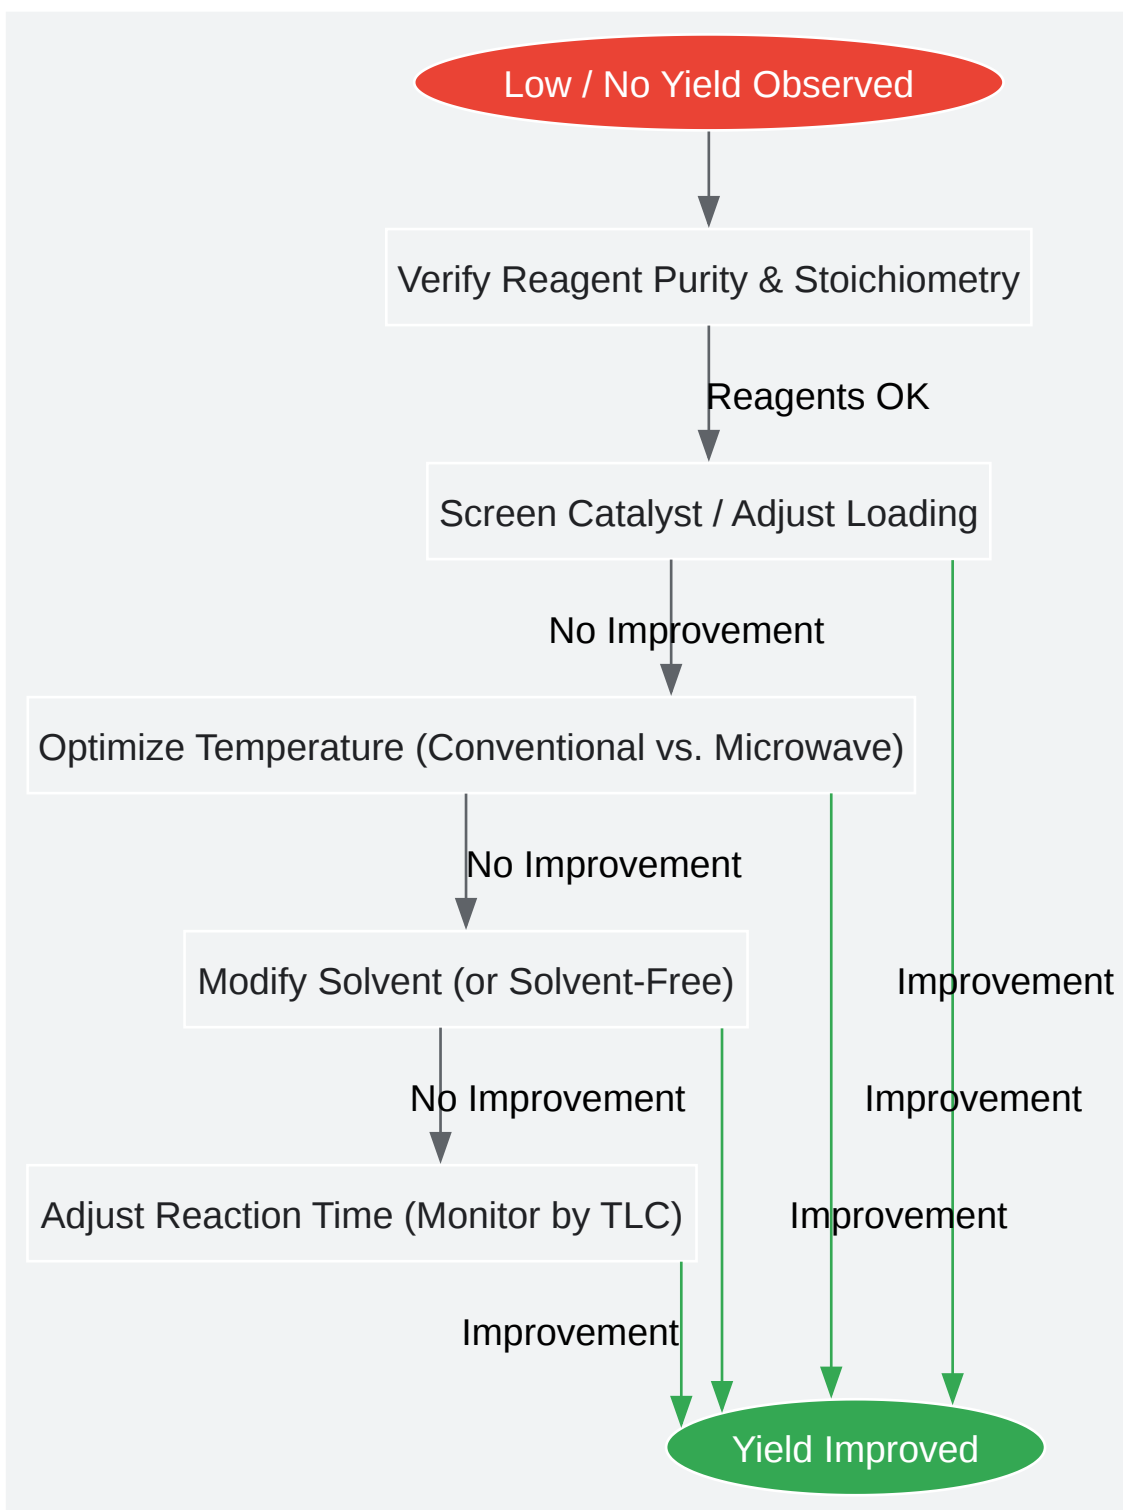 Low / No Yield Observed
Verify Reagent Purity & Stoichiometry
Reagents OK
Screen Catalyst / Adjust Loading
No Improvement
Optimize Temperature (Conventional vs. Microwave)
No Improvement
Modify Solvent (or Solvent-Free)
Improvement
No Improvement
Improvement
Adjust Reaction Time (Monitor by TLC)
Improvement
Improvement
Yield Improved